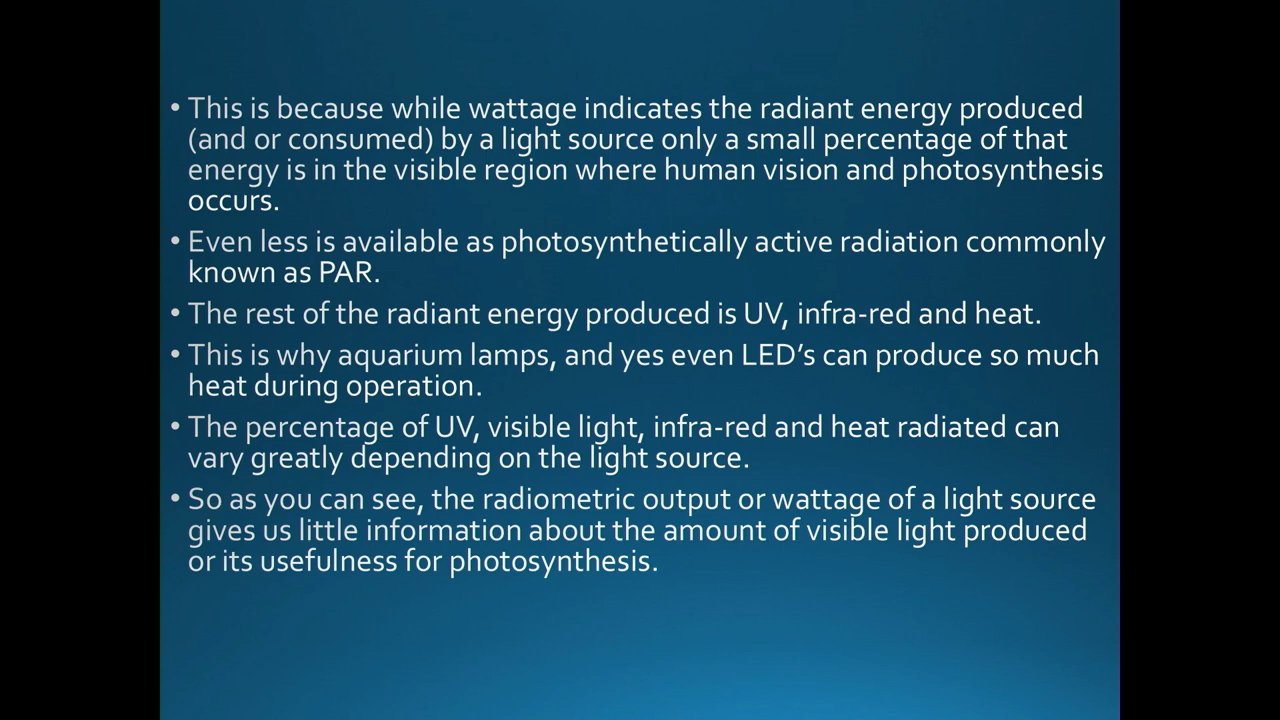 • This is because while wattage indicates the radiant energy produced
(and or consumed) by a light source only a small percentage of that
energy is in the visible region where human vision and photosynthesis
occurs.
• Even less is available as photosynthetically active radiation commonly
known as PAR.
• The rest of the radiant energy produced is UV, infra-red and heat.
• This is why aquarium lamps, and yes even LED’s can produce so much
heat during operation.
• The percentage of UV, visible light, infra-red and heat radiated can
vary greatly depending on the light source.
• So as you can see, the radiometric output or wattage of a light source
gives us little information about the amount of visible light produced
or its usefulness for photosynthesis.